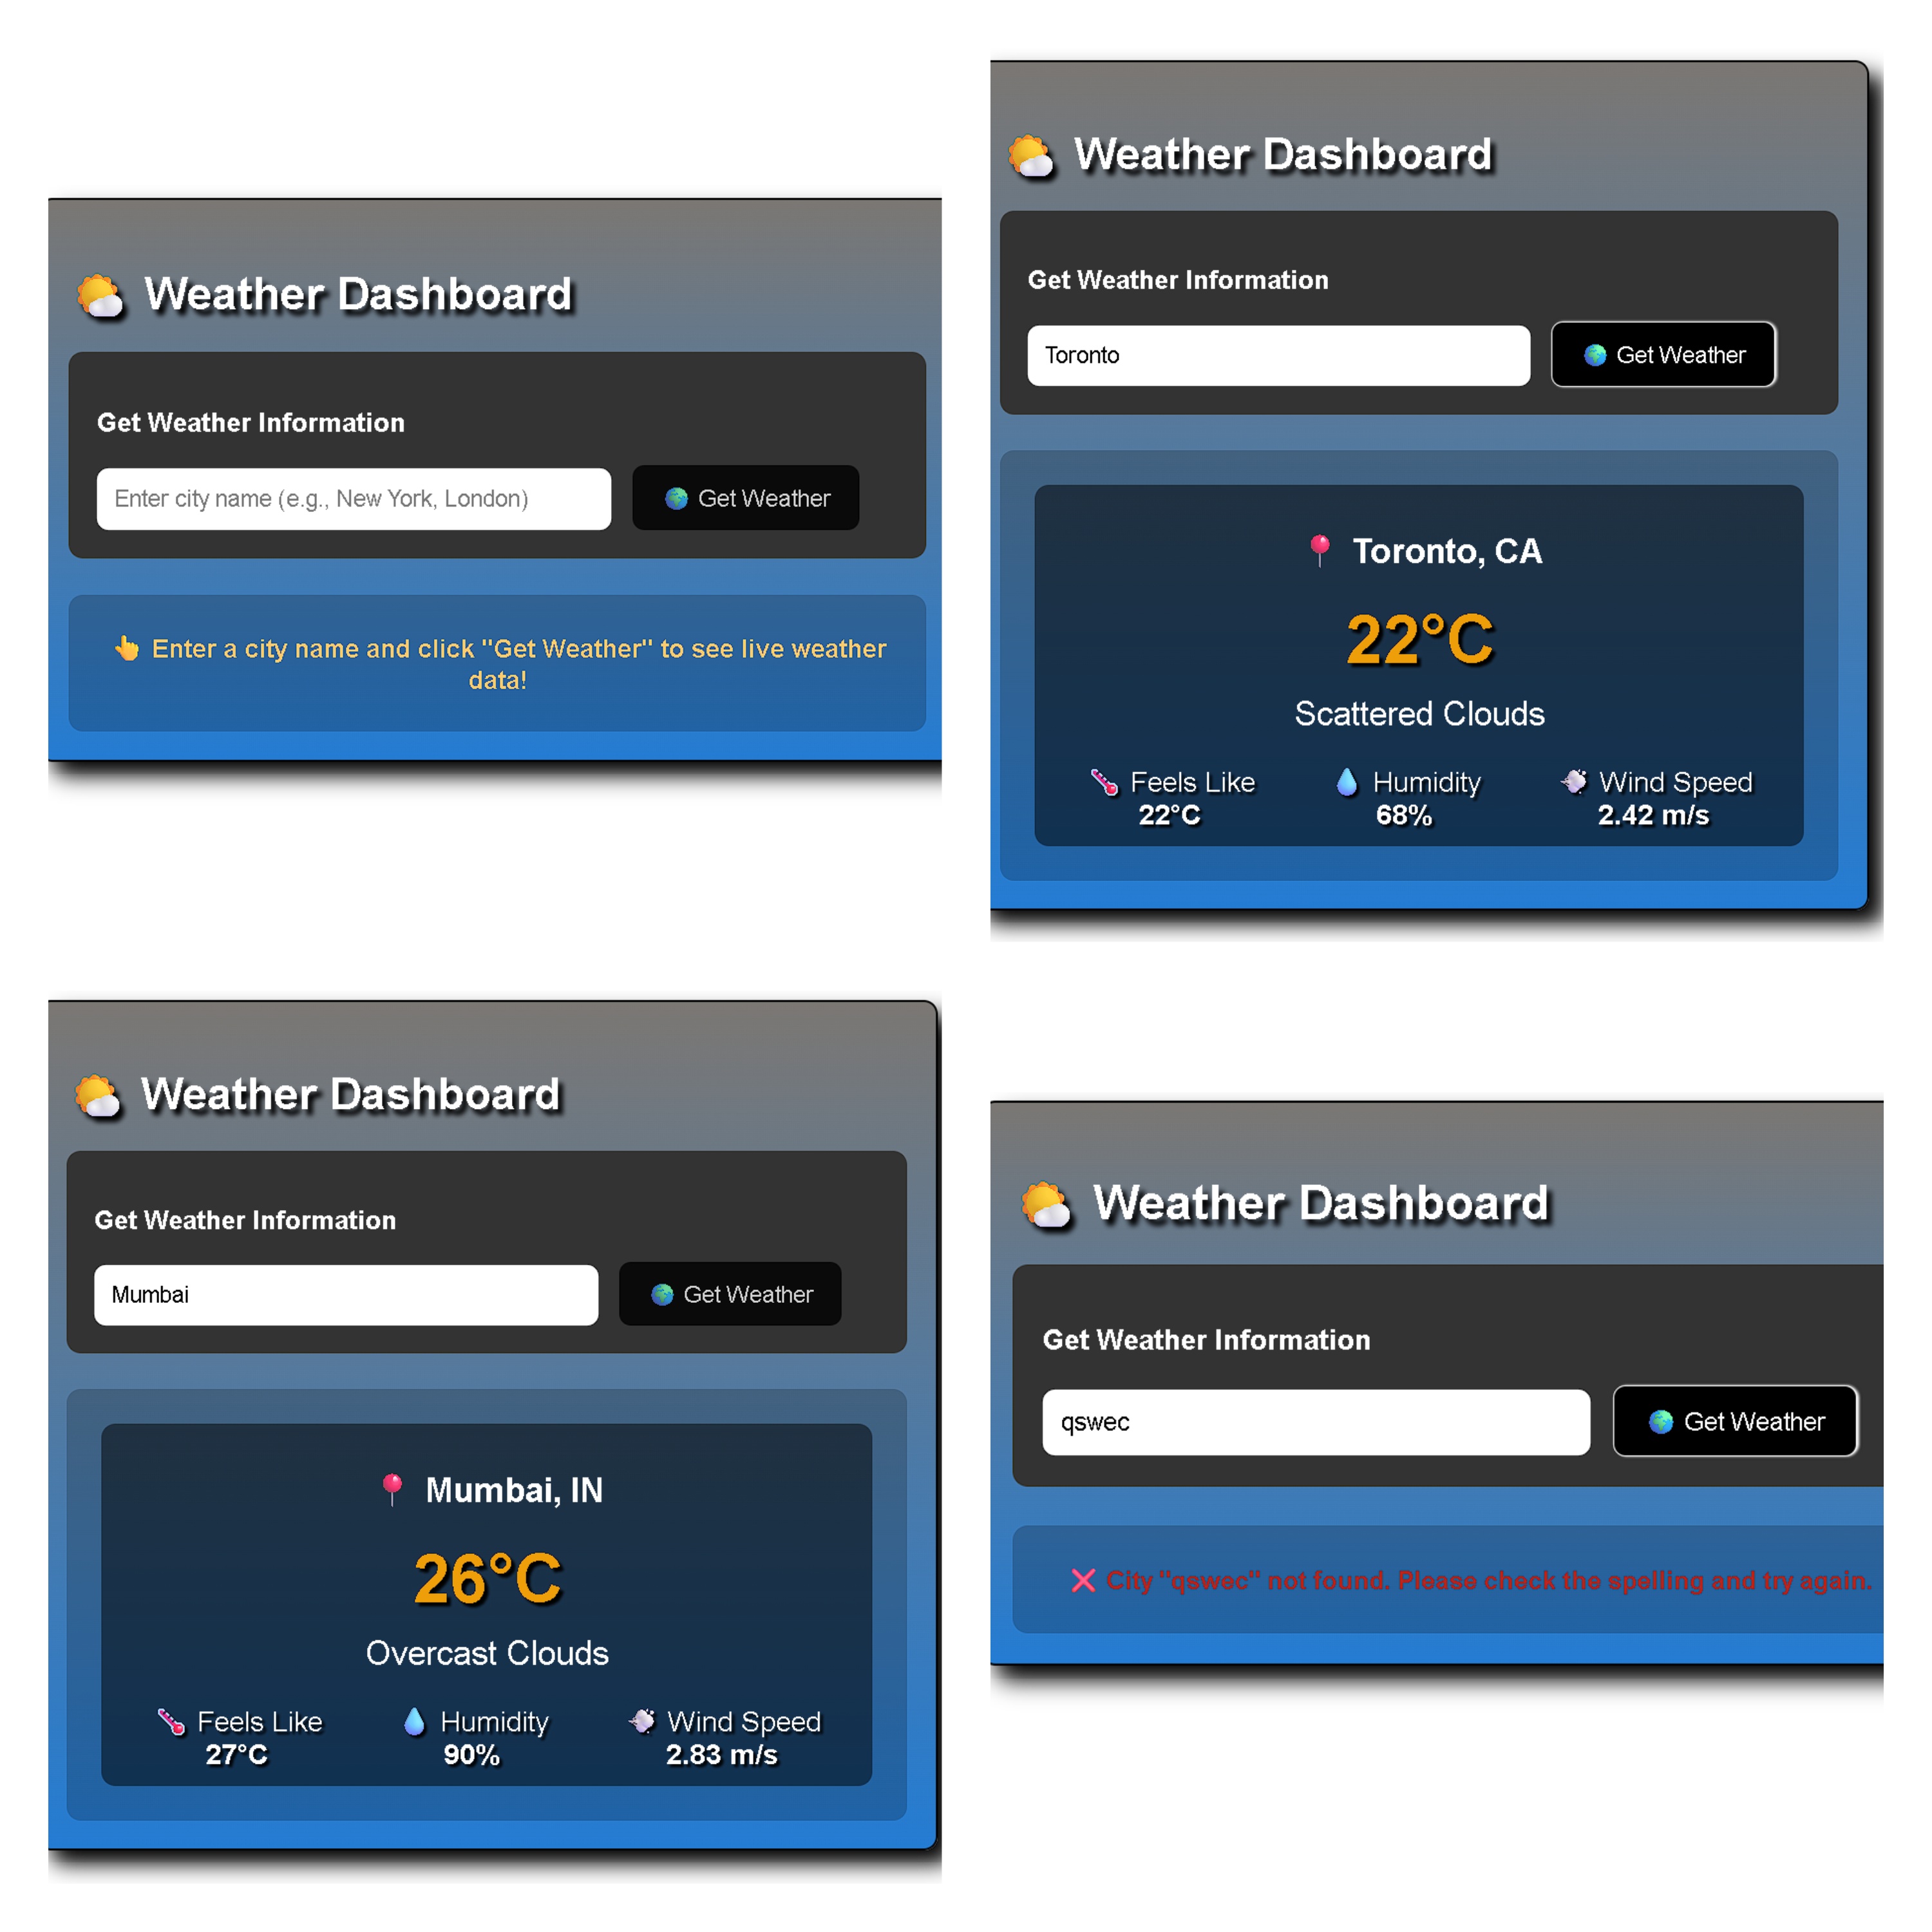 Weather Dashboard
Get Weather Information
Enter city name (e.g., New York, London)
Get Weather
Enter a city name and click "Get Weather" to see live weather
data!
Weather Dashboard
Get Weather Information
Toronto
Get Weather
Toronto, CA
22°C
Scattered Clouds
Feels Like
22°C
Humidity
68%
Wind Speed
2.42 m/s
Weather Dashboard
Get Weather Information
Mumbai
Get Weather
Mumbai, IN
26°C
Overcast Clouds
Feels Like
27°C
Humidity
90%
Wind Speed
2.83 m/s
Weather Dashboard
Get Weather Information
qswec
Get Weather
City "qswec" not found. Please check the spelling and try again.